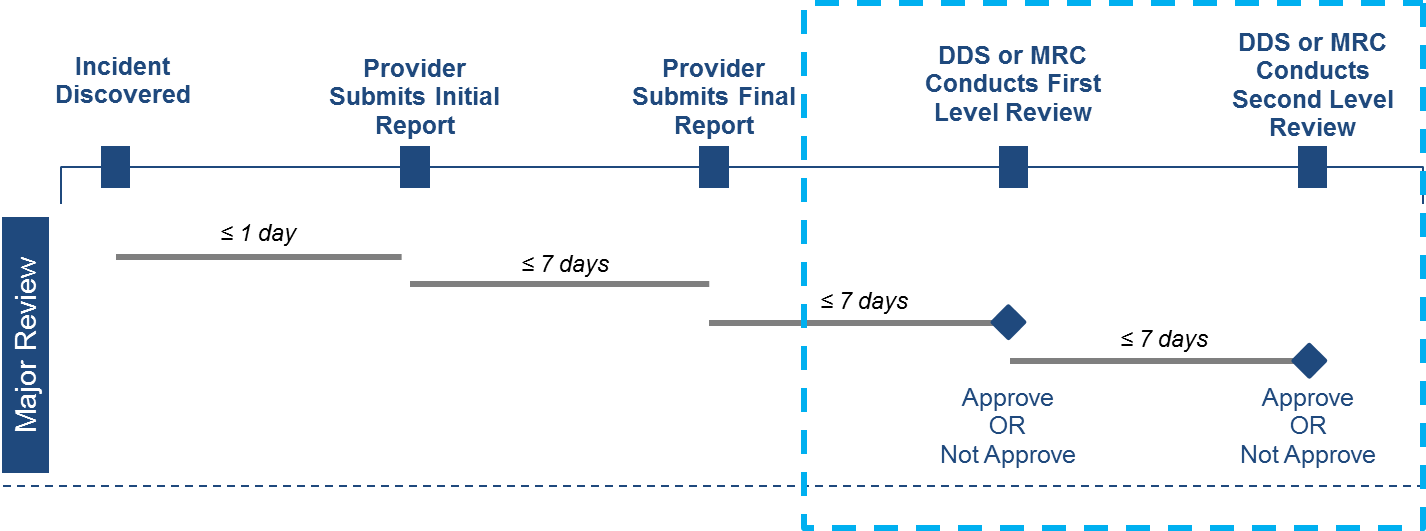 Incident
Discovered
Provider
Submits Initial
Report
Provider
Submits Final
Report
DDS or MRC
Conducts First
Level Review
DDS or MRC
Conducts
Second Level
Review
Major Review
≤ 1 day
≤ 7 days
≤ 7 days
≤ 7 days
Approve
OR
Not Approve
Approve
OR
Not Approve